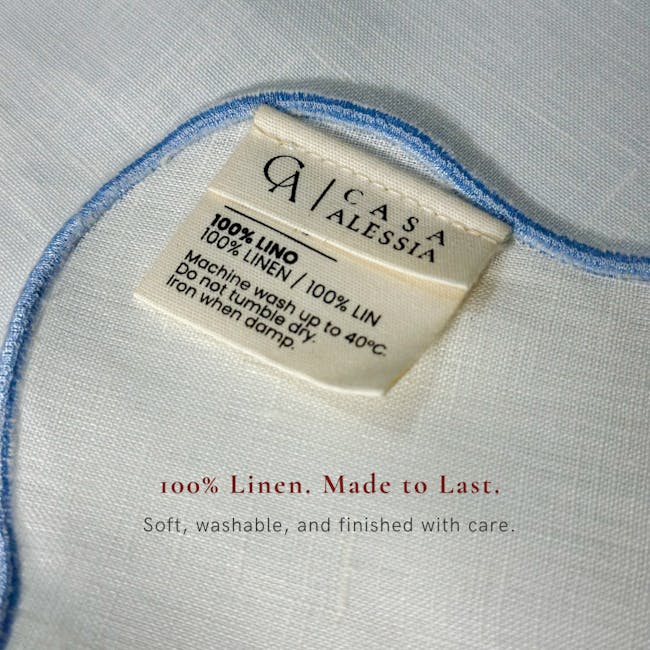 CA | CASA
ALESSIA
100% LINO
100% LINEN / 100% LIN
Machine wash up to 40ºC.
Do not tumble dry.
Iron when damp.
100% Linen. Made to Last.
Soft, washable, and finished with care.